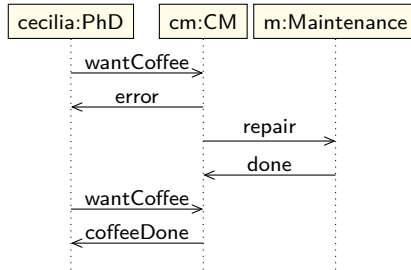 cecilia:PhD cm:CM m:Maintenance
wantCoffee
error
repair
done
wantCoffee
coffeeDone